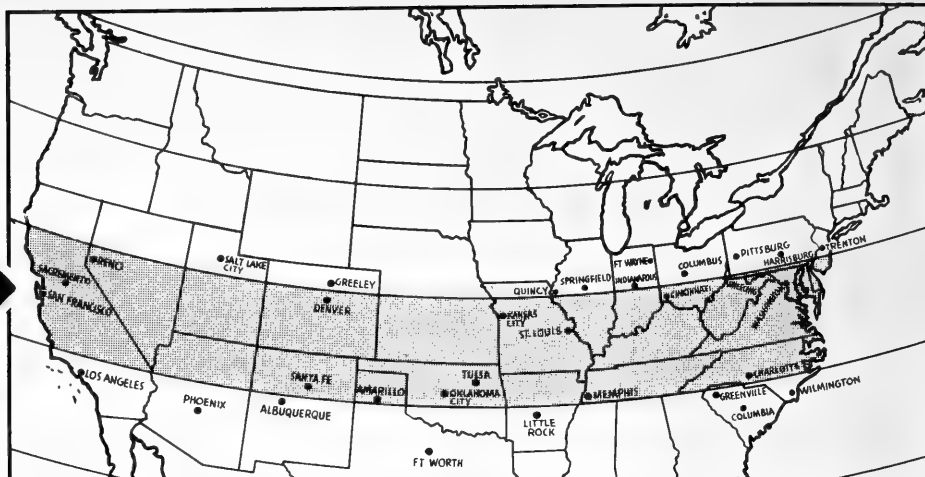 RENO
SALT LAKE
CITY
GREELEY
DENVER
SACRAMENTO
SAN FRANCISCO
LOS ANGELES
PHOENIX
SANTA FE
ALBUQUERQUE
AMARILLO
TULSA
OKLAHOMA
CITY
FT WORTH
KANSAS
CITY
QUINCY
ST. LOUIS
SPRINGFIELD
FT WAYNE
INDIANAPOLIS
COLUMBUS
CINCINNATI
PITTSBURG
HARRISBURG
TRENTON
WASHINGTON
MEMPHIS
LITTLE
ROCK
CHARLOTTE
GREENVILLE
COLUMBIA
WILMINGTON